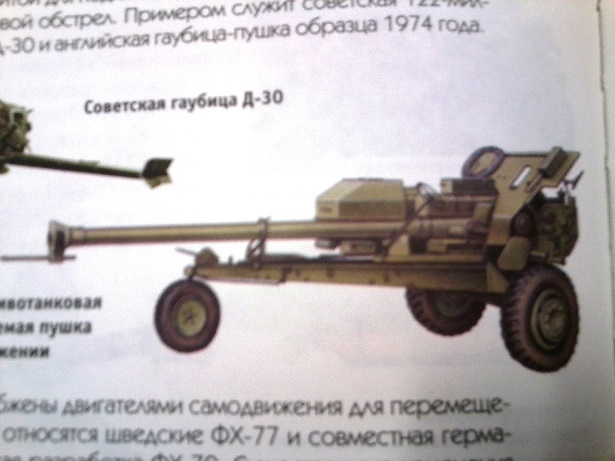 вой обстрел. Примером служит советская 122-мил-
Д-30 и английская гаубица-пушка образца 1974 года.
Советская гаубица Д-30
ивотанковая
емая пушка
жении
бжены двигателями самодвижения для перемеще-
относятся шведские ФХ-77 и совместная герма-